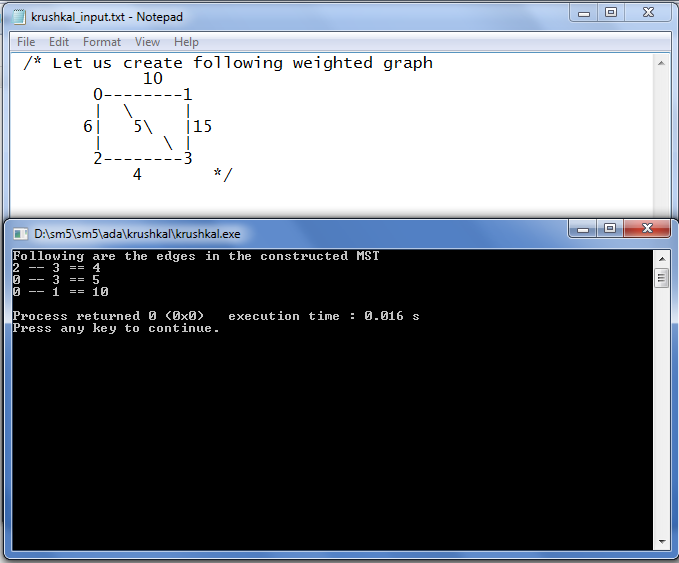 krushkal_input.txt - Notepad
File Edit Format View Help
/* Let us create following weighted graph
10
0--------1
|  \     |
6|   5\   |15
|      \ |
2--------3
4       */
D:\sm5\sm5\ada\krushkal\krushkal.exe
Following are the edges in the constructed MST
2 -- 3 == 4
0 -- 3 == 5
0 -- 1 == 10
Process returned 0 (0x0)   execution time : 0.016 s
Press any key to continue.